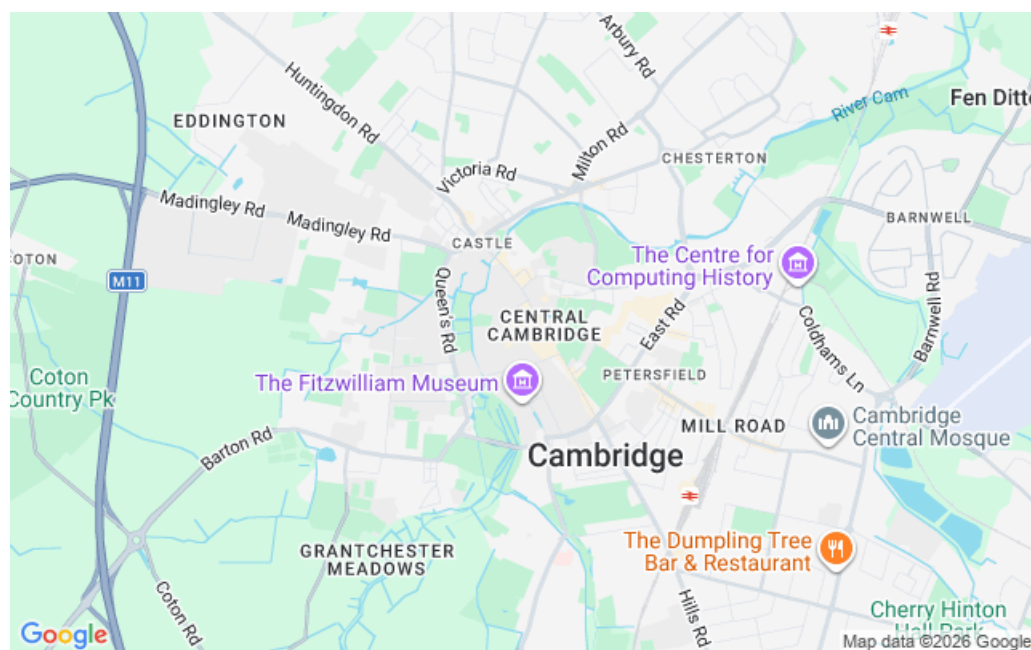 Arbury Rd
Huntingdon Rd
River Cam
Fen Ditto
EDDINGTON
Milton Rd
CHESTERTON
Victoria Rd
Madingley Rd
Madingley Rd
BARNWELL
CASTLE
OTON
The Centre for
Computing History
M11
Queen's Rd
Barnwell Rd
CENTRAL
CAMBRIDGE
East Rd
Coldhams Ln
Coton
Country Pk
The Fitzwilliam Museum
PETERSFIELD
MILL ROAD
Cambridge
Central Mosque
Barton Rd
Cambridge
The Dumpling Tree
Bar & Restaurant
GRANTCHESTER
MEADOWS
Coton Rd
Hills Rd
Cherry Hinton
Hall Park
Google
Map data ©2026 Google